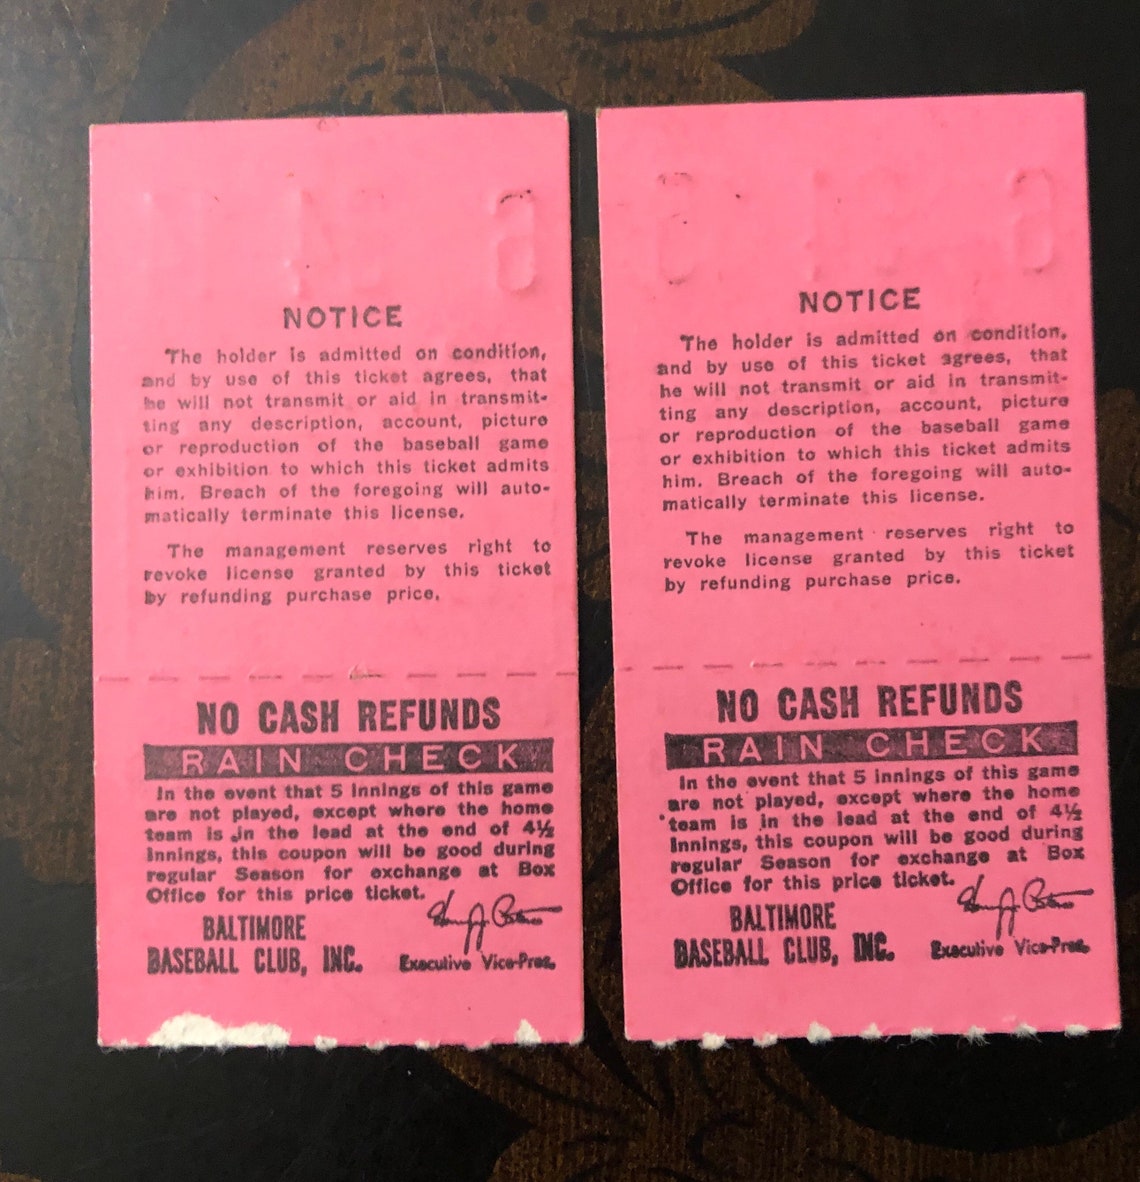 NOTICE
The holder is admitted on condition,
and by use of this ticket agrees, that
he will not transmit or aid in transmit-
ting any description, account, picture
or reproduction of the baseball game
or exhibition to which this ticket admits
him. Breach of the foregoing will auto-
matically terminate this license.
The management reserves right to
revoke license granted by this ticket
by refunding purchase price.
NO CASH REFUNDS
RAIN CHECK
In the event that 5 innings of this game
are not played, except where the home
team is in the lead at the end of 4½
innings, this coupon will be good during
regular Season for exchange at Box
Office for this price ticket.
BALTIMORE
BASEBALL CLUB, INC.
Executive Vice-Pres.
NOTICE
The holder is admitted on condition,
and by use of this ticket agrees, that
he will not transmit or aid in transmit-
ting any description, account, picture
or reproduction of the baseball game
or exhibition to which this ticket admits
him. Breach of the foregoing will auto-
matically terminate this license.
The management reserves right to
revoke license granted by this ticket
by refunding purchase price.
NO CASH REFUNDS
RAIN CHECK
In the event that 5 innings of this game
are not played, except where the home
team is in the lead at the end of 4½
innings, this coupon will be good during
regular Season for exchange at Box
Office for this price ticket.
BALTIMORE
BASEBALL CLUB, INC.
Executive Vice-Pres.